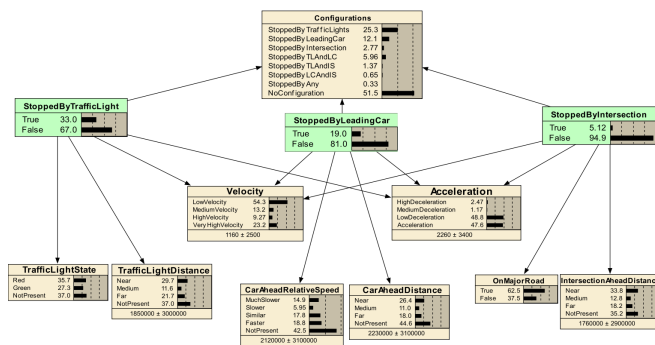 Configurations
StoppedByTrafficLights 25.3
StoppedByLeadingCar 12.1
StoppedByIntersection 2.77
StoppedByTLAndLC 5.96
StoppedByTLAndIS 1.37
StoppedByLCAndIS 0.65
StoppedByAny 0.33
NoConfiguration 51.5
StoppedByTrafficLight
True 33.0
False 67.0
StoppedByLeadingCar
True 19.0
False 81.0
StoppedByIntersection
True 5.12
False 94.9
Velocity
LowVelocity 54.3
MediumVelocity 13.2
HighVelocity 9.27
VeryHighVelocity 23.2
1160 ± 2500
Acceleration
HighDeceleration 2.47
MediumDeceleration 1.17
LowDeceleration 48.8
Acceleration 47.6
2260 ± 3400
TrafficLightState
Red 35.7
Green 27.3
NotPresent 37.0
TrafficLightDistance
Near 29.7
Medium 11.6
Far 21.7
NotPresent 37.0
1850000 ± 3000000
CarAheadRelativeSpeed
MuchSlower 14.9
Slower 5.95
Similar 17.8
Faster 18.8
NotPresent 42.5
2120000 ± 3100000
CarAheadDistance
Near 26.4
Medium 11.0
Far 18.0
NotPresent 44.6
2230000 ± 3100000
OnMajorRoad
True 62.5
False 37.5
IntersectionAheadDistance
Near 33.8
Medium 12.8
Far 18.2
NotPresent 35.2
1760000 ± 2900000